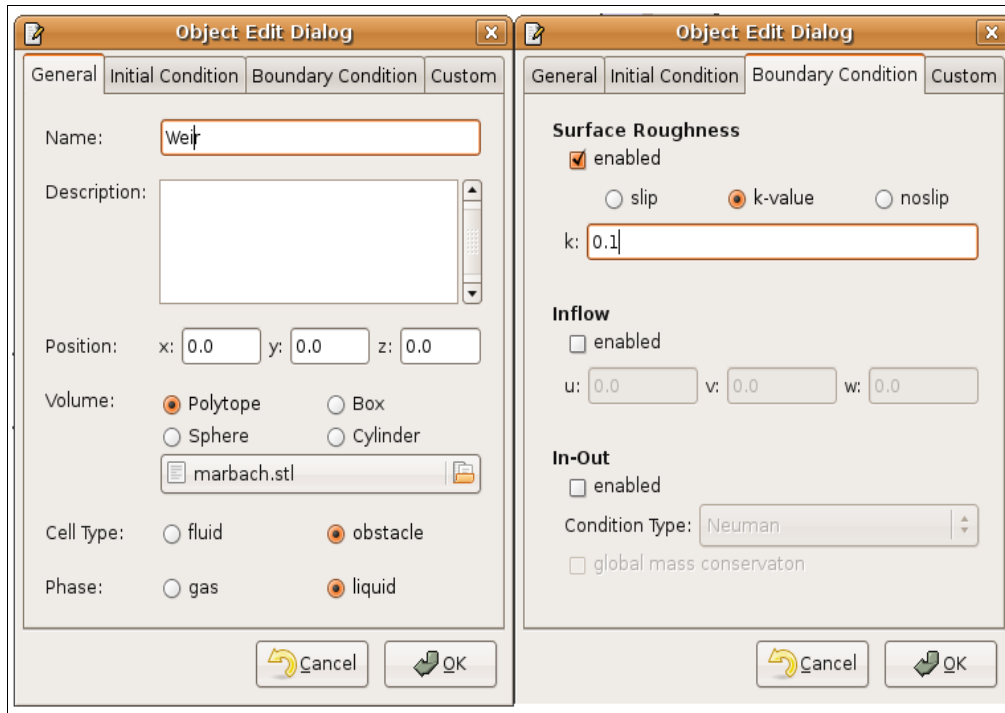 Object Edit Dialog
General Initial Condition Boundary Condition Custom
Name: Weir
Description:
Position: x: 0.0 y: 0.0 z: 0.0
Volume: Polytope Box
Sphere Cylinder
marbach.stl
Cell Type: fluid obstacle
Phase: gas liquid
Cancel OK
Object Edit Dialog
General Initial Condition Boundary Condition Custom
Surface Roughness
enabled
slip k-value noslip
k: 0.1
Inflow
enabled
u: 0.0 v: 0.0 w: 0.0
In-Out
enabled
Condition Type: Neuman
global mass conservaton
Cancel OK